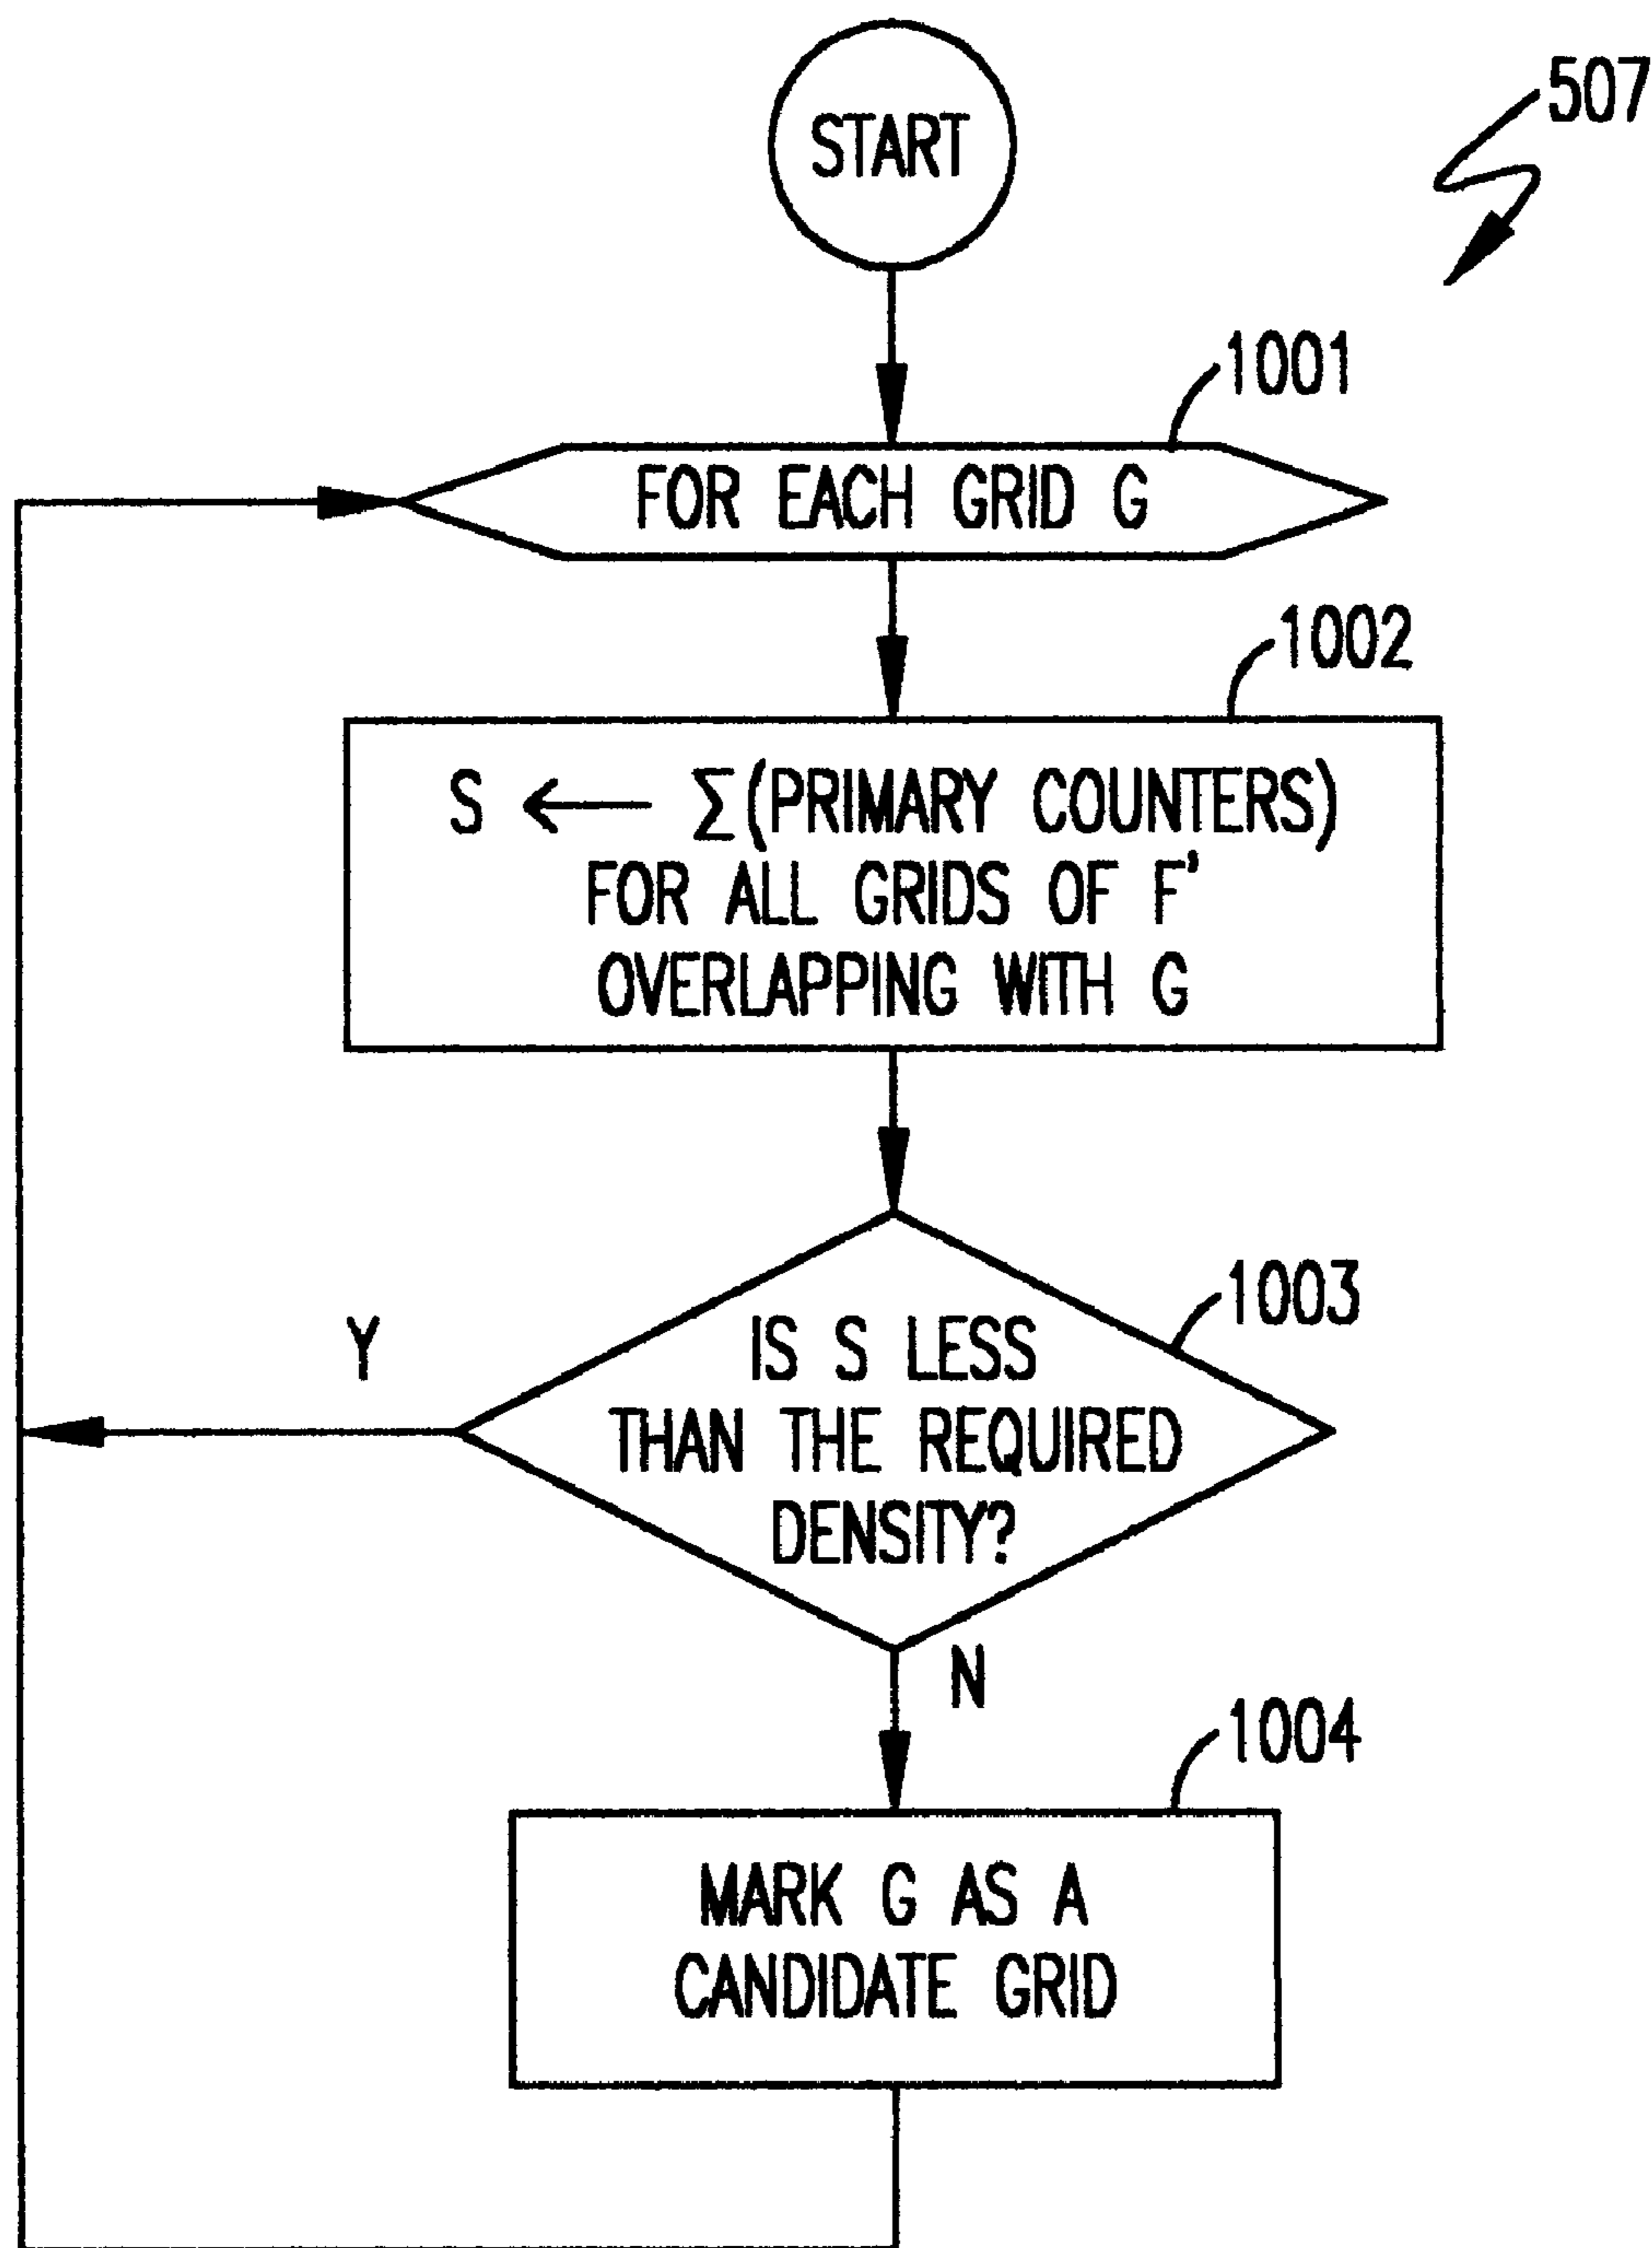 START
507
1001
FOR EACH GRID G
1002
S ← Σ(PRIMARY COUNTERS)
FOR ALL GRIDS OF F'
OVERLAPPING WITH G
1003
Y
IS S LESS
THAN THE REQUIRED
DENSITY?
N
1004
MARK G AS A
CANDIDATE GRID